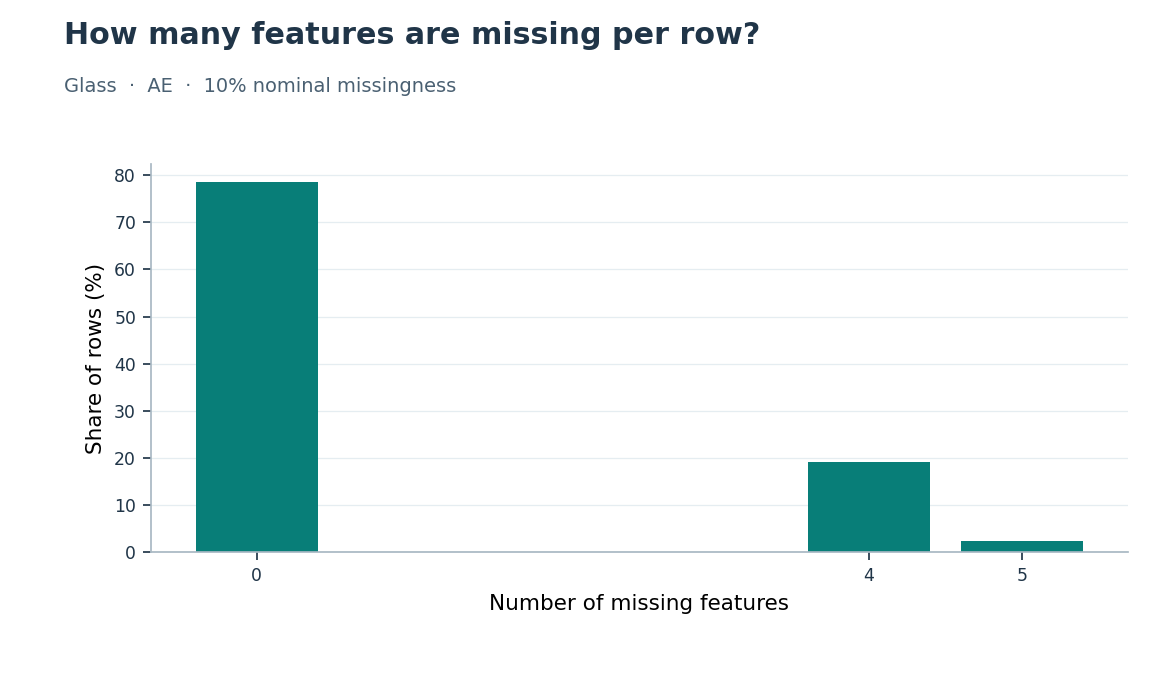 How many features are missing per row?
Glass · AE · 10% nominal missingness
80
70
60
50
40
30
20
10
0
Share of rows (%)
0 4 5
Number of missing features